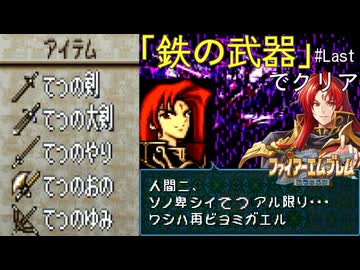 アイテム
てつの剣
てつの大剣
てつのやり
てつのおの
てつのゆみ
「鉄の武器」#Last
でクリア
ファイアーエムブレム
人間ニ、
ソノ卑シイてつ アル限リ・・・
ワシハ再ビヨミガエル